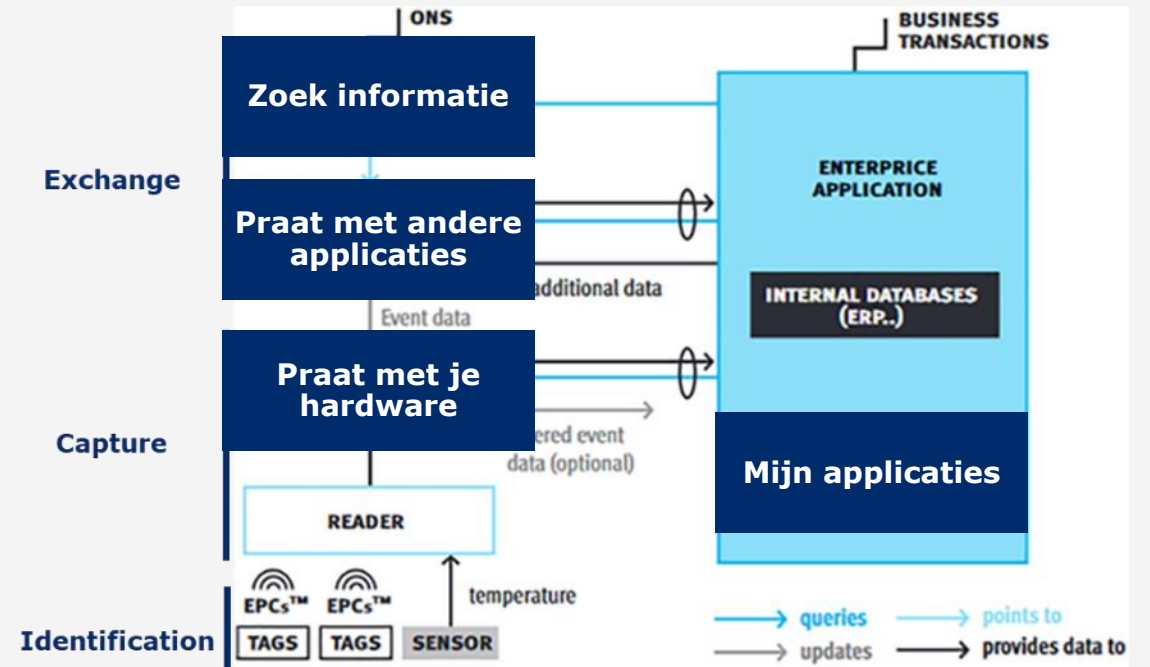 ONS
BUSINESS
TRANSACTIONS
Zoek informatie
Exchange
ENTERPRICE
APPLICATION
Praat met andere
applicaties
additional data
INTERNAL DATABASES
(ERP..)
Event data
Praat met je
hardware
Capture
ered event
data (optional)
Mijn applicaties
READER
EPCs™
EPCs™
temperature
Identification
TAGS
TAGS
SENSOR
queries
points to
updates
provides data to